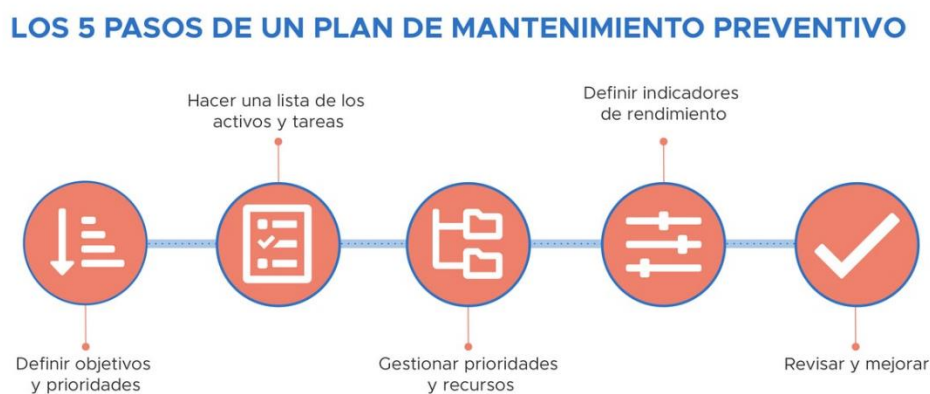 LOS 5 PASOS DE UN PLAN DE MANTENIMIENTO PREVENTIVO
Definir objetivos
y prioridades
Hacer una lista de los
activos y tareas
Gestionar prioridades
y recursos
Definir indicadores
de rendimiento
Revisar y mejorar